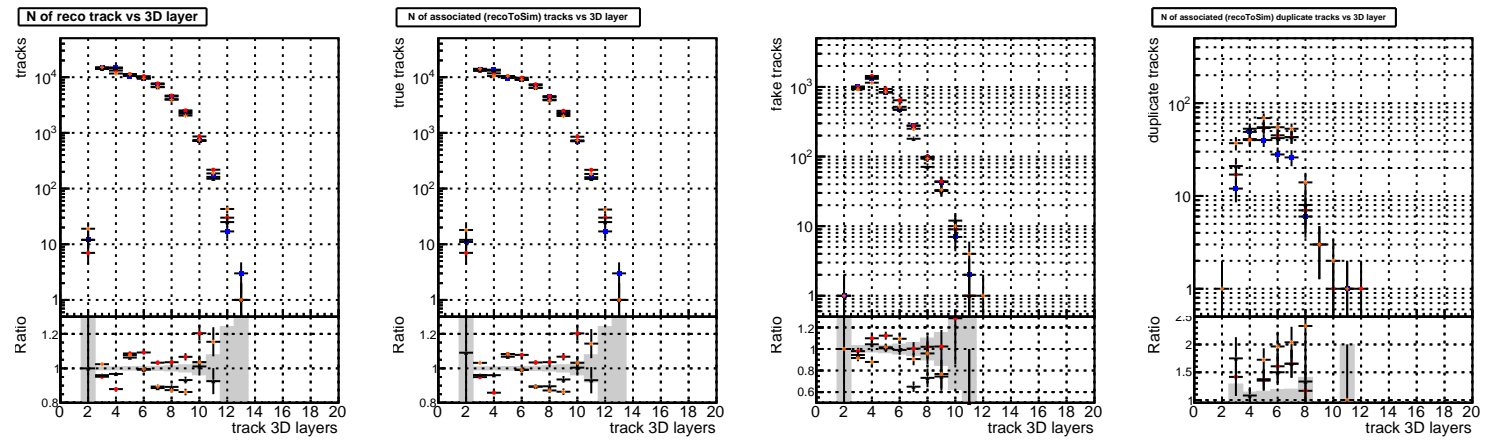 N of reco track vs 3D layer
tracks
10⁴
10³
10²
10
1
Ratio
1.2
1
0.8
0 2 4 6 8 10 12 14 16 18 20
track 3D layers
N of associated (recoToSim) tracks vs 3D layer
true tracks
10⁴
10³
10²
10
1
Ratio
1.2
1
0.8
0 2 4 6 8 10 12 14 16 18 20
track 3D layers
fake tracks
10³
10²
10
1
Ratio
1.2
1
0.8
0.6
0 2 4 6 8 10 12 14 16 18 20
track 3D layers
N of associated (recoToSim) duplicate tracks vs 3D layer
duplicate tracks
10²
10
1
Ratio
2.5
2
1.5
1
0 2 4 6 8 10 12 14 16 18 20
track 3D layers